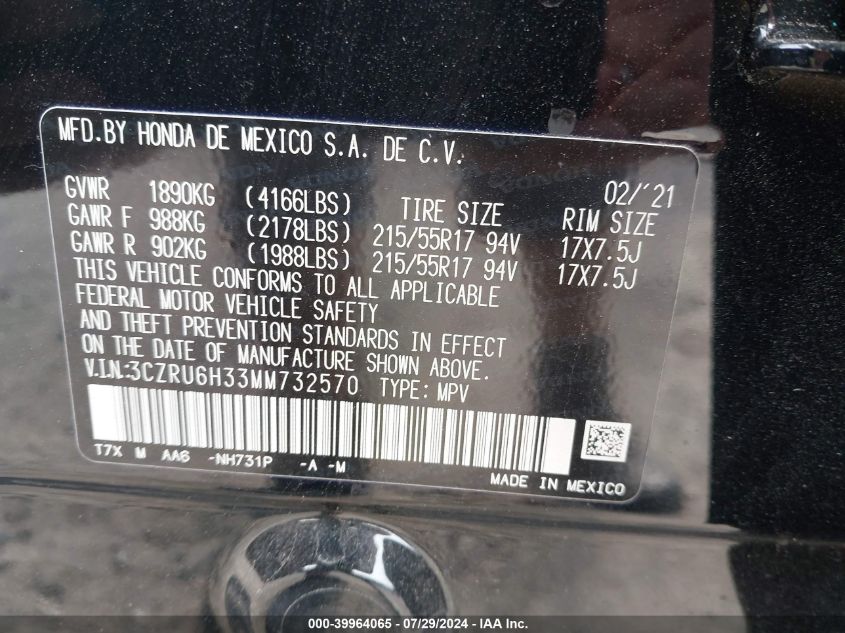 MFD.BY HONDA DE MEXICO S.A. DE C.V.
02/'21
GVWR 1890KG (4166LBS) TIRE SIZE RIM SIZE
GAWR F 988KG (2178LBS) 215/55R17 94V 17X7.5J
GAWR R 902KG (1988LBS) 215/55R17 94V 17X7.5J
THIS VEHICLE CONFORMS TO ALL APPLICABLE
FEDERAL MOTOR VEHICLE SAFETY
AND THEFT PREVENTION STANDARDS IN EFFECT
ON THE DATE OF MANUFACTURE SHOWN ABOVE.
V.I.N.:3CZRU6H33MM732570 TYPE: MPV
T7X M AA6 -NH731P -A -M
MADE IN MEXICO
000-39964065 - 07/29/2024 - IAA Inc.